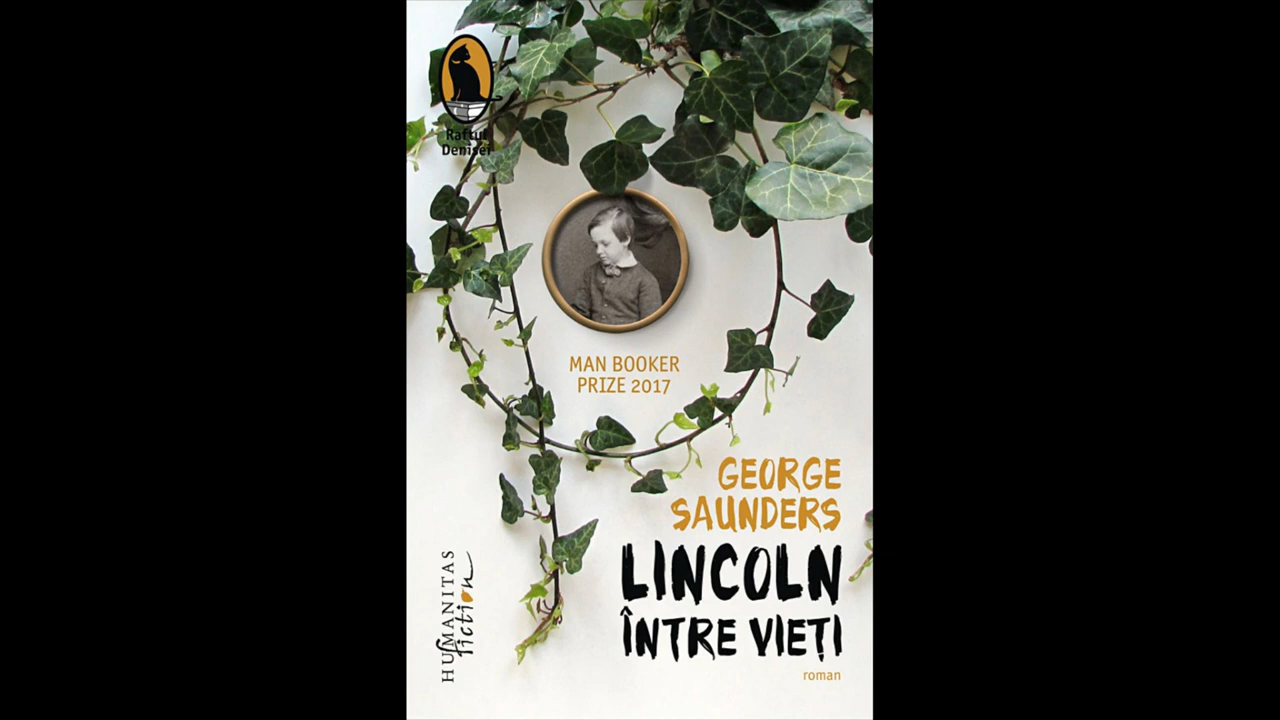 Raftul
Denisei
MAN BOOKER
PRIZE 2017
GEORGE
SAUNDERS
LINCOLN
ÎNTRE VIEȚI
roman
HUMANITAS
fiction